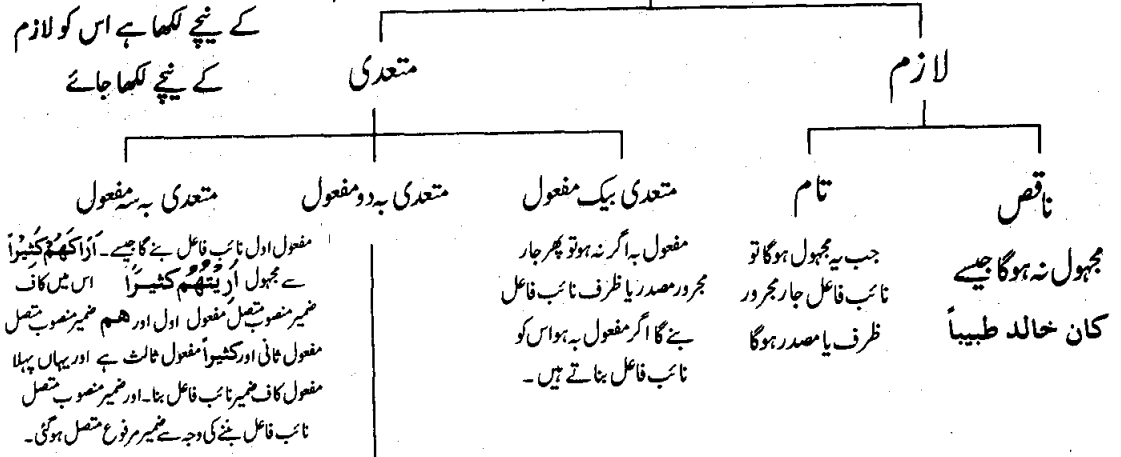 کے نیچے لکھا ہے اس کو لازم
کے نیچے لکھا جائے
لازم
متعدی
ناقص
مجہول نہ ہوگا جیسے
کان خالد طبیباً
تام
جب یہ مجہول ہوگا تو
نائب فاعل جار مجرور
ظرف یا مصدر ہوگا
متعدی بیک مفعول
مفعول بہ اگر نہ ہو تو پھر جار
مجرور مصدر یا ظرف نائب فاعل
بنے گا اگر مفعول بہ ہو اس کو
نائب فاعل بناتے ہیں۔
متعدی بہ دو مفعول
متعدی بہ سہ مفعول
مفعول اول نائب فاعل بنے گا جیسے۔ أَرَاكَهُمْ كَثِيْراً
سے مجہول أُرِيْتَهُمْ كَثِيْراً اس میں کاف
ضمیر منصوب متصل مفعول اول اور هم ضمیر منصوب متصل
مفعول ثانی اور كثيراً مفعول ثالث ہے اور یہاں پہلا
مفعول کاف ضمیر نائب فاعل بنا۔ اور ضمیر منصوب متصل
نائب فاعل بننے کی وجہ سے ضمیر مرفوع متصل ہوگئی۔